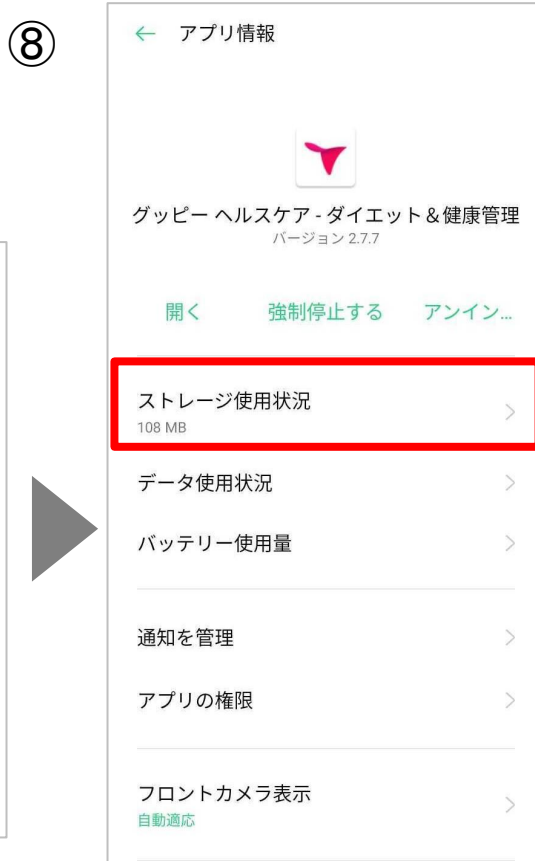 ⑧
← アプリ情報
グッピー ヘルスケア - ダイエット＆健康管理
バージョン 2.7.7
開く 強制停止する アンイン...
ストレージ使用状況
108 MB
データ使用状況
バッテリー使用量
通知を管理
アプリの権限
フロントカメラ表示
自動適応